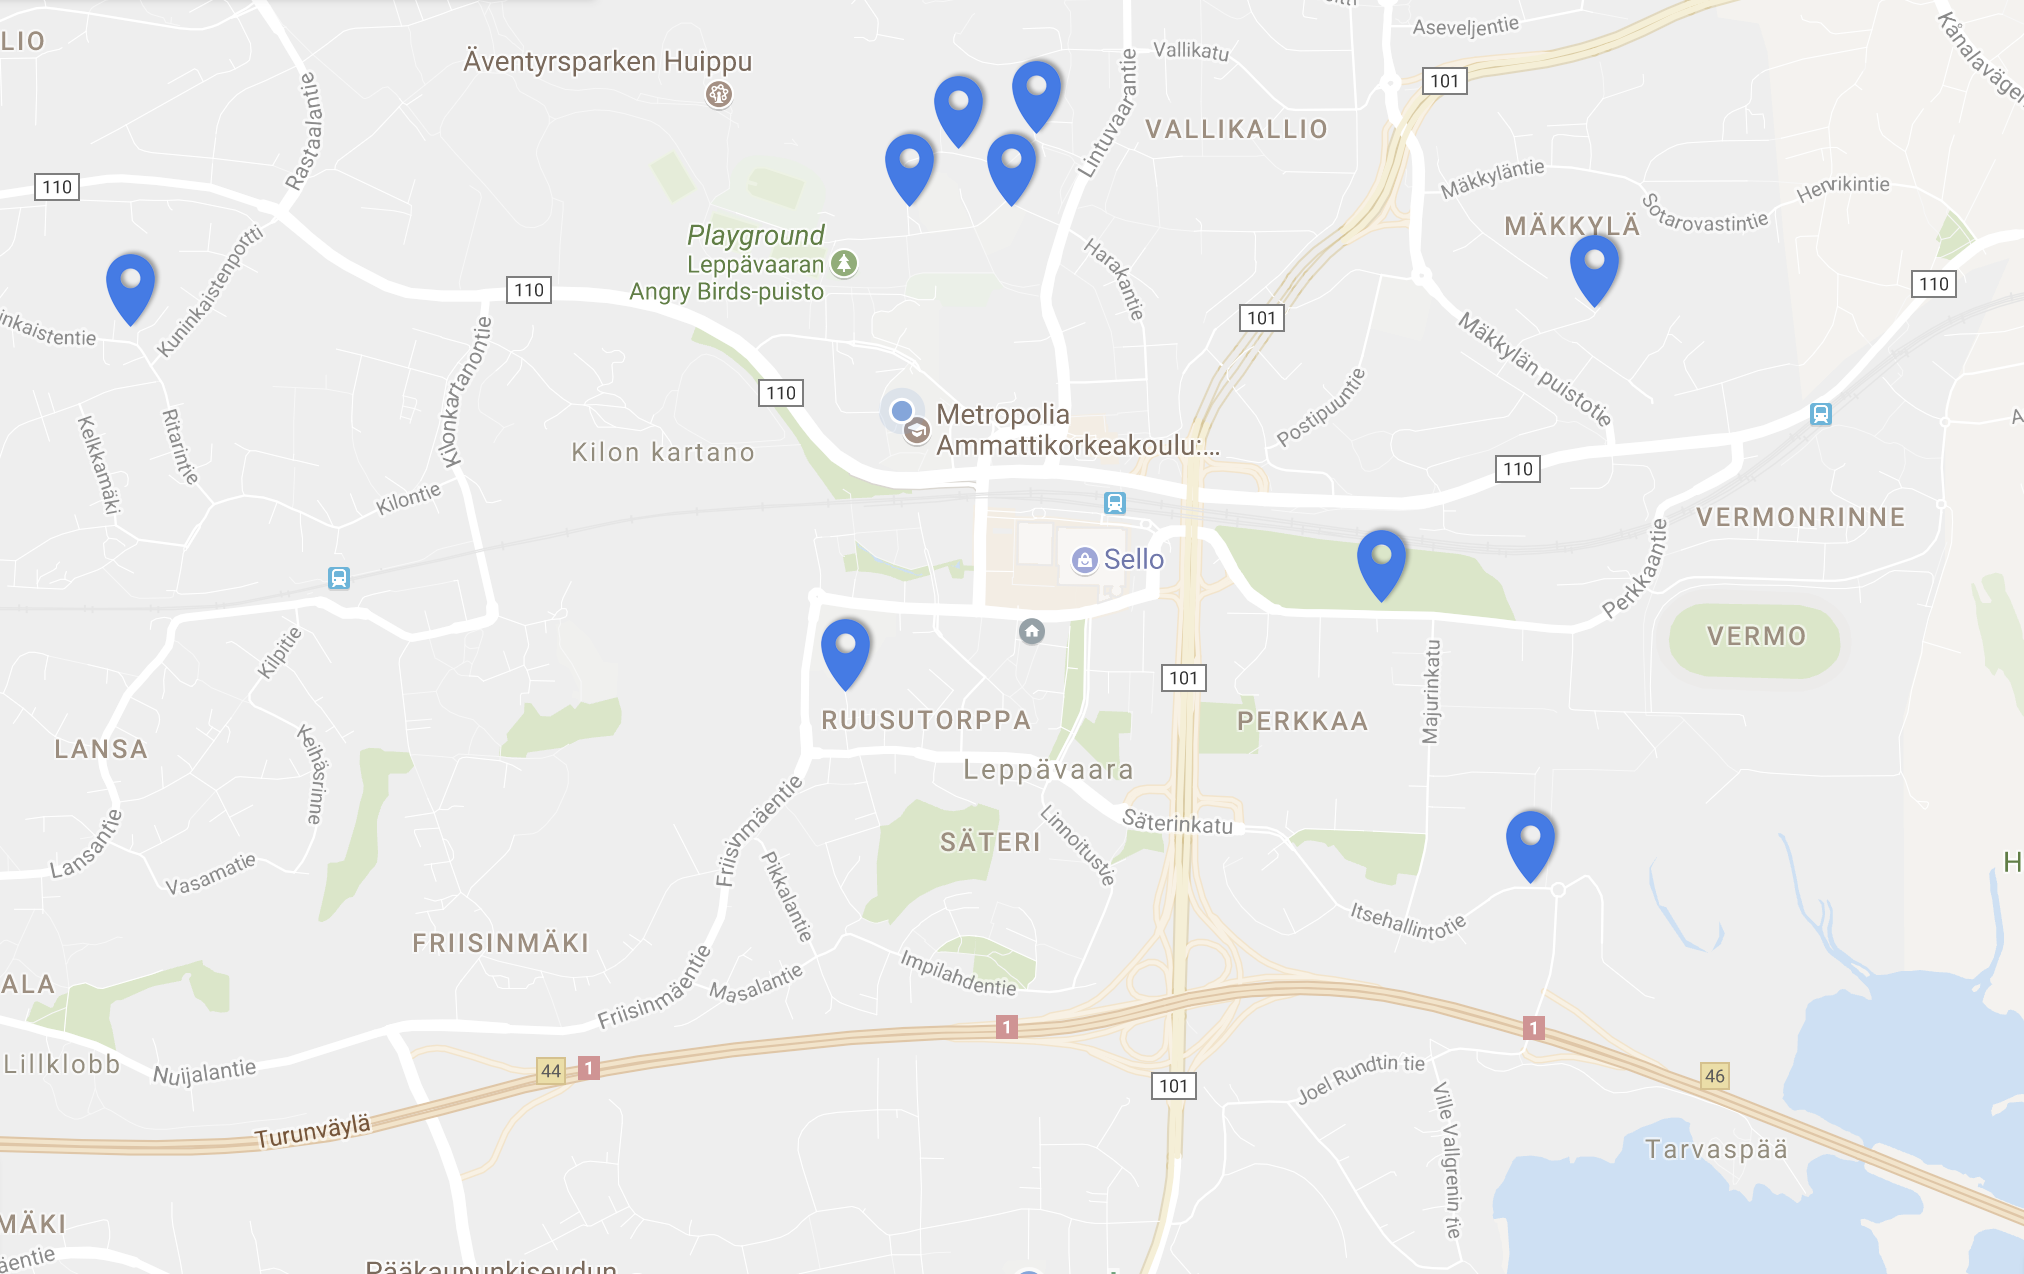 LIO
Äventyrsparken Huippu
Rastaalantie
Lintuvaarantie
Vallikatu
Aseveljentie
Kånalavägen
101
VALLIKALLIO
110
Mäkkyläntie
Sotarovastintie
Henrikintie
MÄKKYLÄ
Playground
Leppävaaran
Angry Birds-puisto
Kuninkaistenportti
Harakantie
110
110
101
inkaistentie
Kilonkartanontie
Mäkkylän puistotie
110
Postipuuntie
Metropolia
Ammattikorkeakoulu:...
Kelkkamäki
Ritarintie
Kilon kartano
Kilontie
110
VERMONRINNE
Sello
Perkkaantie
VERMO
Kilpitie
Majurinkatu
101
RUUSUTORPPA
PERKKAA
LANSA
Keihäsrinne
Leppävaara
Friisinmäentie
Säterinkatu
Linnoitustie
SÄTERI
Lansantie
Vasamatie
Pikkalantie
H
Itsehallintotie
FRIISINMÄKI
Friisinmäentie
Masalantie
Impilahdentie
ALA
1
1
Lillklobb
Nuijalantie
44
1
101
Joel Rundtin tie
46
Ville Vallgrenin tie
Turunväylä
Tarvaspää
MÄKI
äentie
Pääkaupunkiseudun